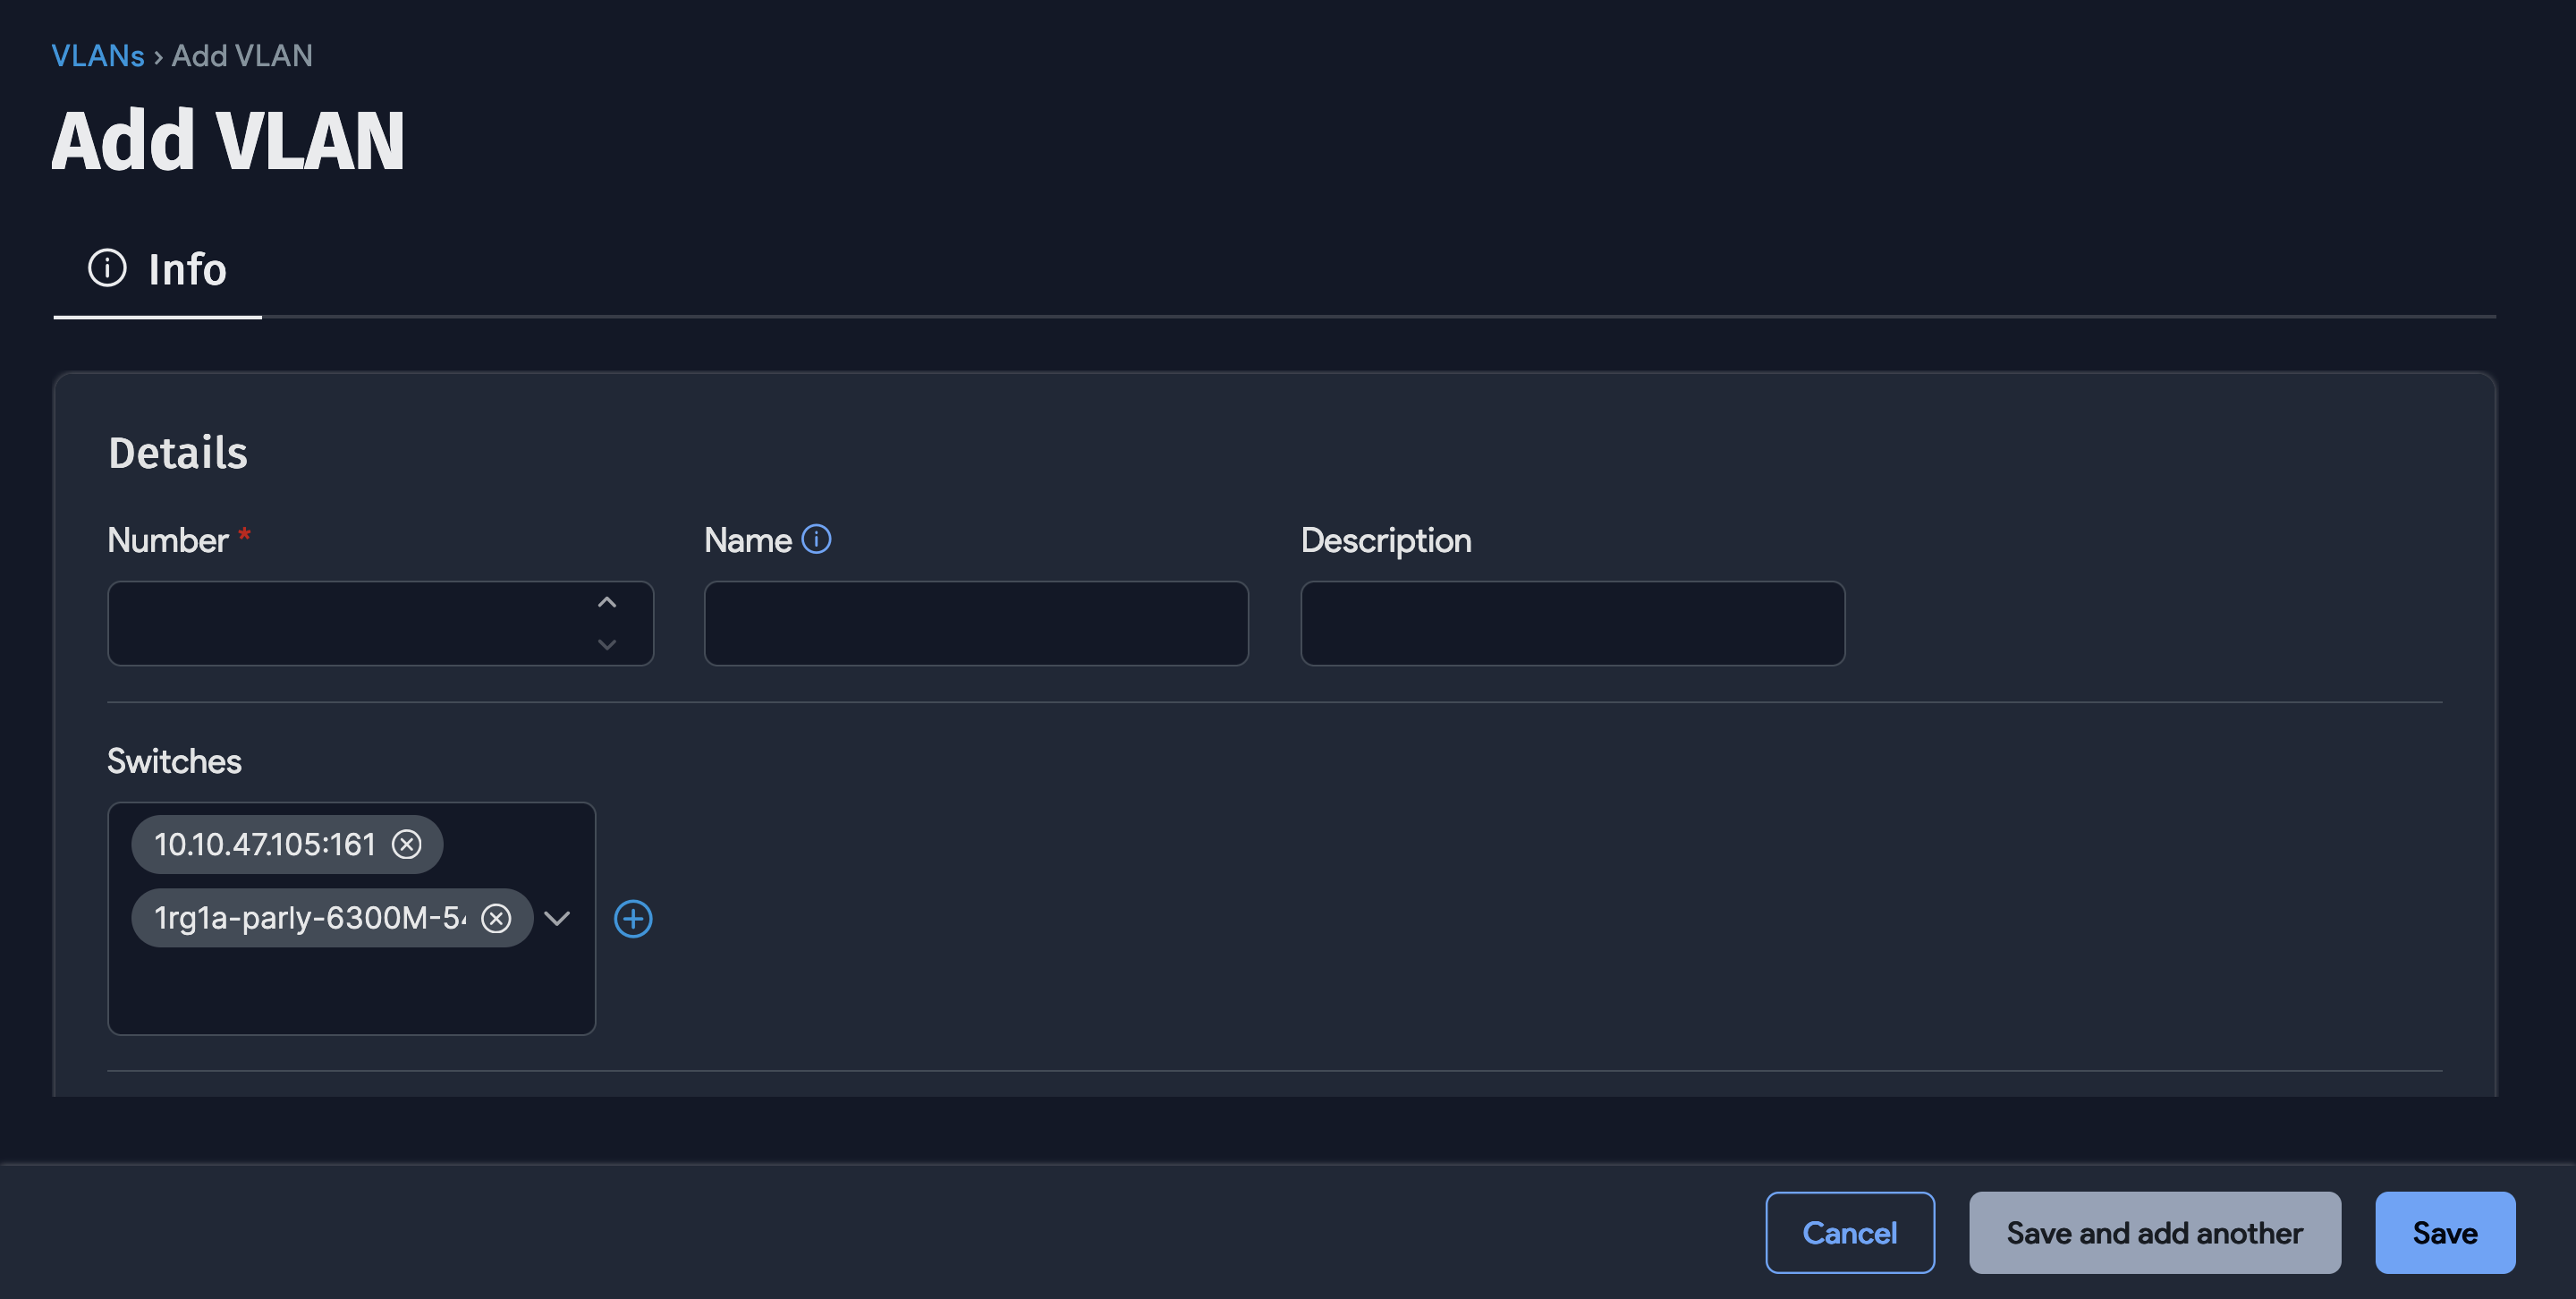 VLANs › Add VLAN
Add VLAN
Info
Details
Number *
Name
Description
Switches
10.10.47.105:161
1rg1a-parly-6300M-5
Cancel
Save and add another
Save